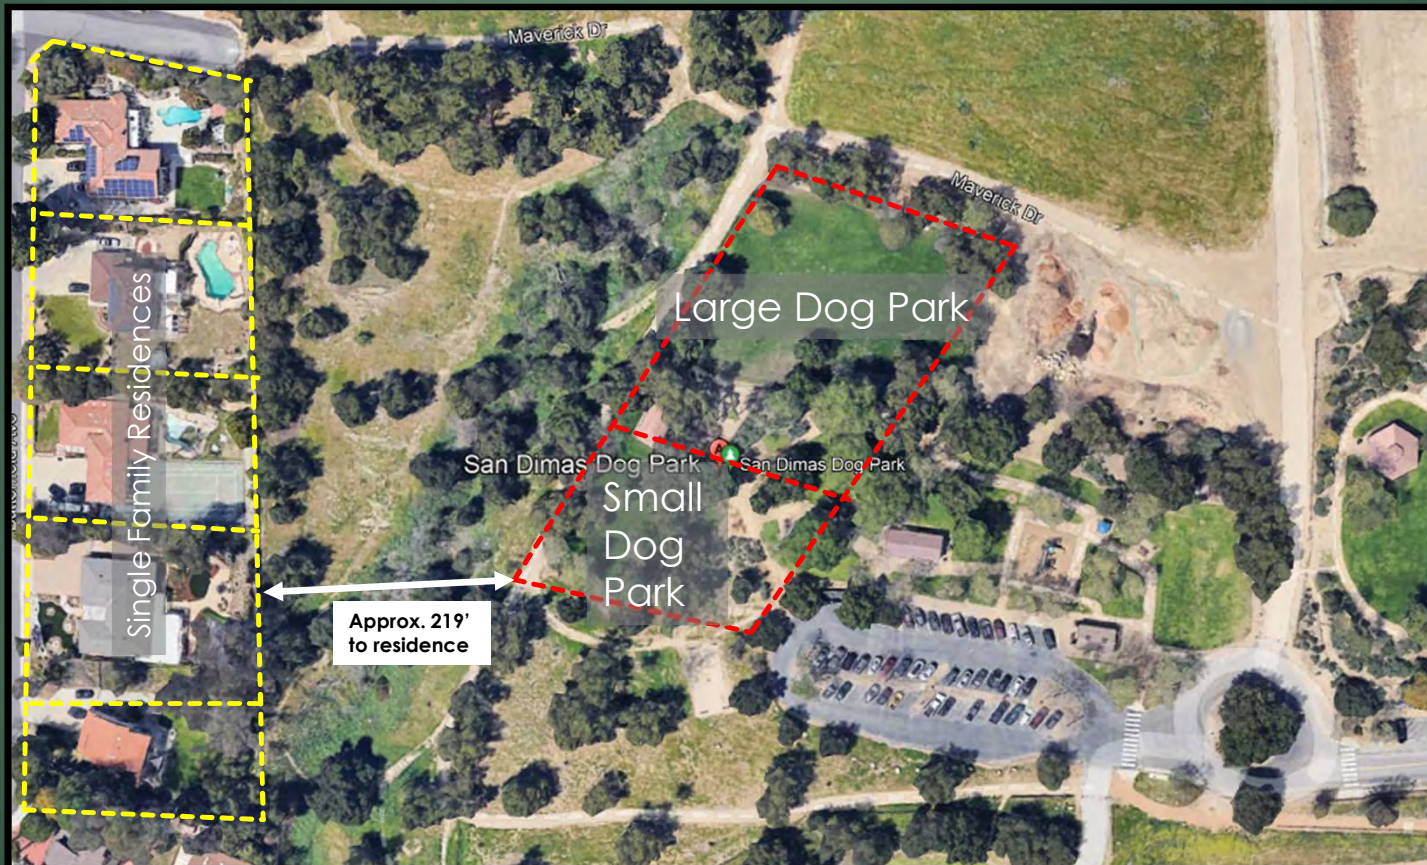 Maverick Dr
Maverick Dr
Large Dog Park
Single Family Residences
San Dimas Dog Park
San Dimas Dog Park
Small
Dog
Park
Approx. 219'
to residence